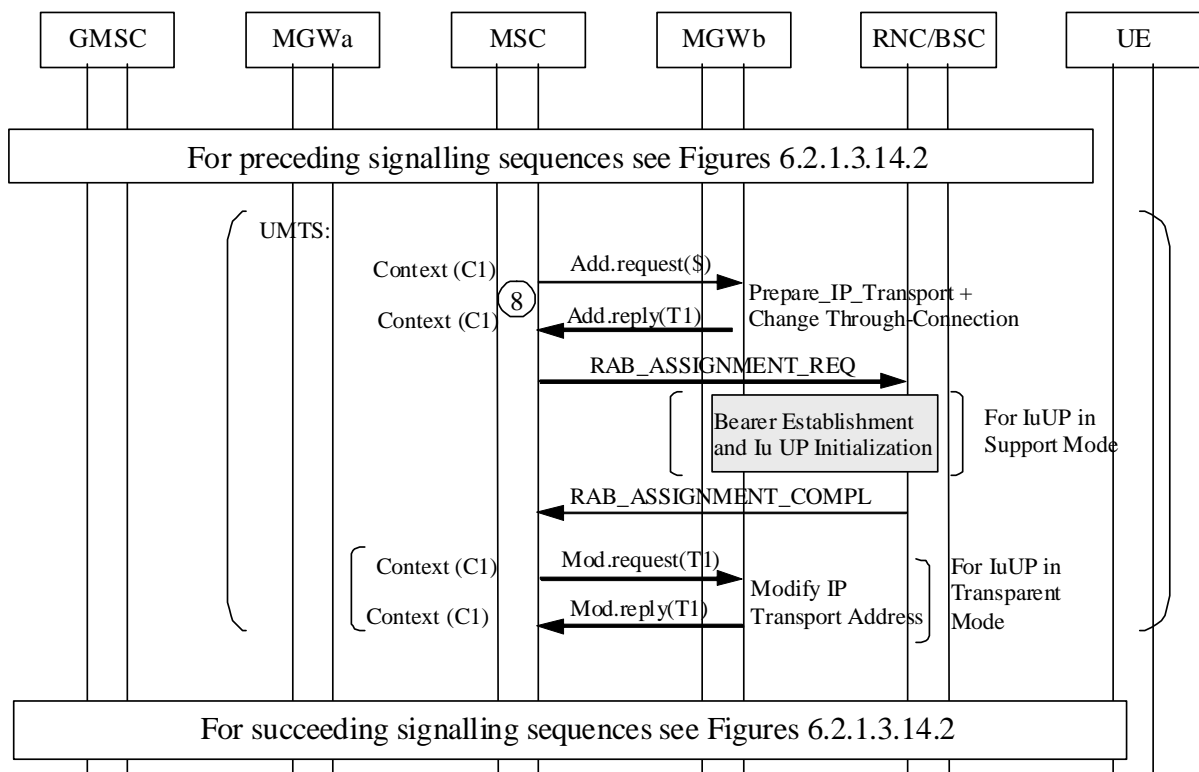 GMSC
MGWa
MSC
MGWb
RNC/BSC
UE
For preceding signalling sequences see Figures 6.2.1.3.14.2
UMTS:
Context (C1)
Add.request($)
8
Prepare_IP_Transport +
Change Through-Connection
Context (C1)
Add.reply(T1)
RAB_ASSIGNMENT_REQ
Bearer Establishment
and Iu UP Initialization
For IuUP in
Support Mode
RAB_ASSIGNMENT_COMPL
Context (C1)
Mod.request(T1)
Modify IP
Transport Address
For IuUP in
Transparent
Mode
Context (C1)
Mod.reply(T1)
For succeeding signalling sequences see Figures 6.2.1.3.14.2